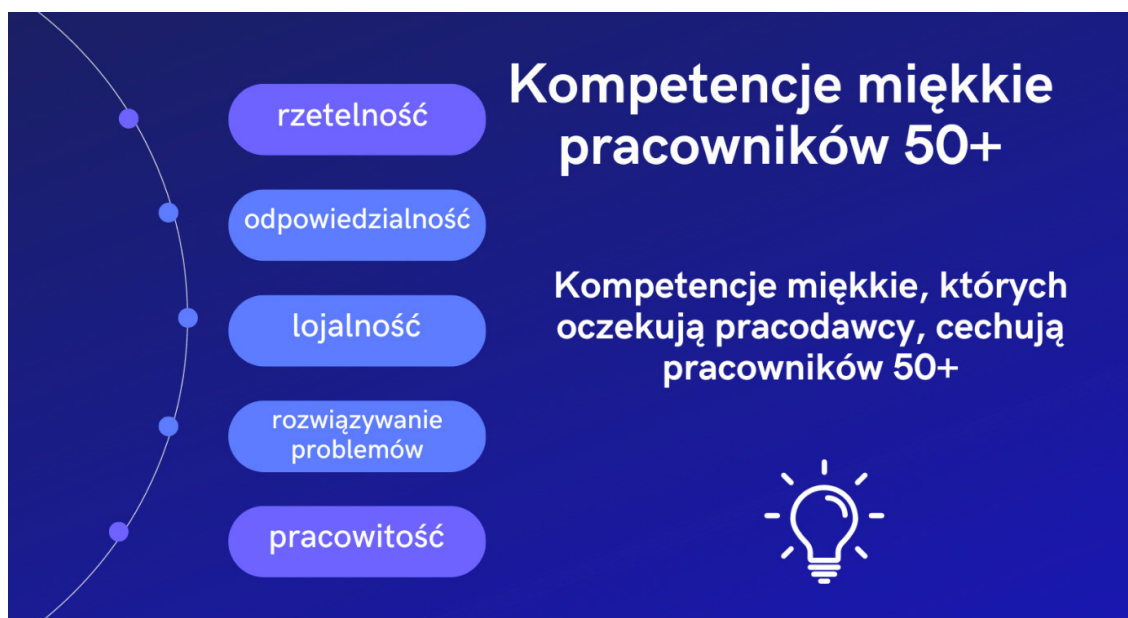 Kompetencje miękkie
pracowników 50+
rzetelność
odpowiedzialność
lojalność
rozwiązywanie
problemów
pracowitość
Kompetencje miękkie, których
oczekują pracodawcy, cechują
pracowników 50+